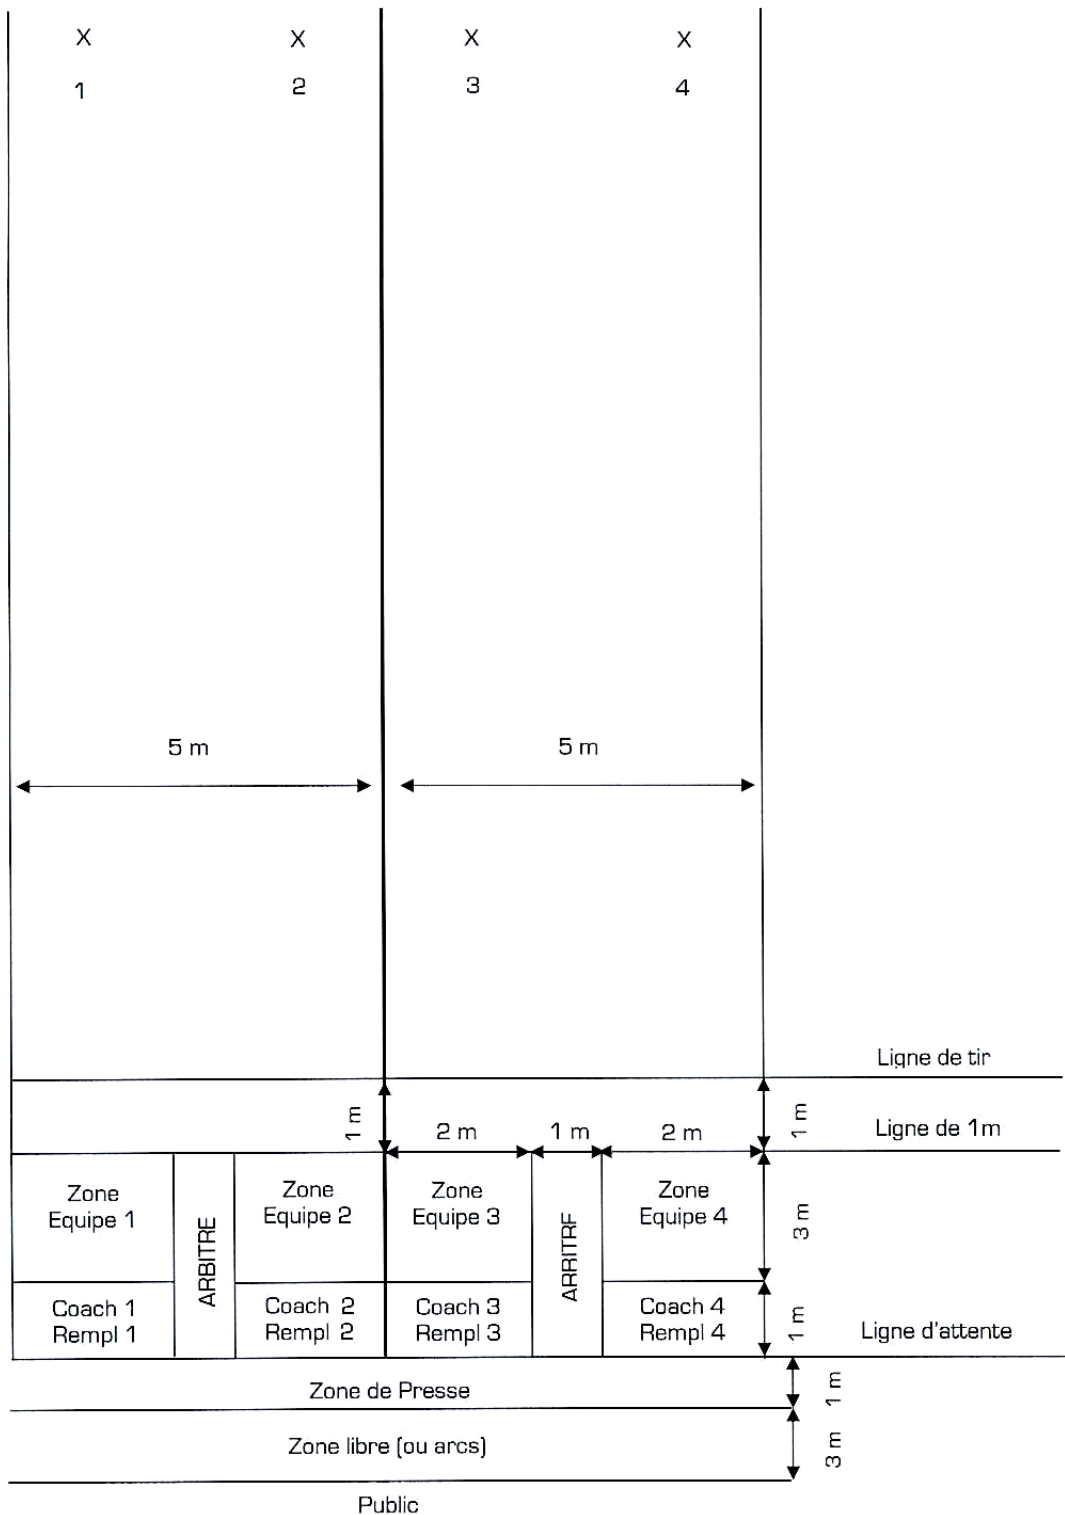 X X X X
1 2 3 4
5 m 5 m
Ligne de tir
1 m 2 m 1 m 2 m 1 m Ligne de 1m
Zone
Equipe 1
ARBITRE
Zone
Equipe 2
Zone
Equipe 3
ARRITRF
Zone
Equipe 4
3 m
Coach 1
Rempl 1
Coach 2
Rempl 2
Coach 3
Rempl 3
Coach 4
Rempl 4
1 m
Ligne d'attente
Zone de Presse
1 m
Zone libre (ou arcs)
3 m
Public